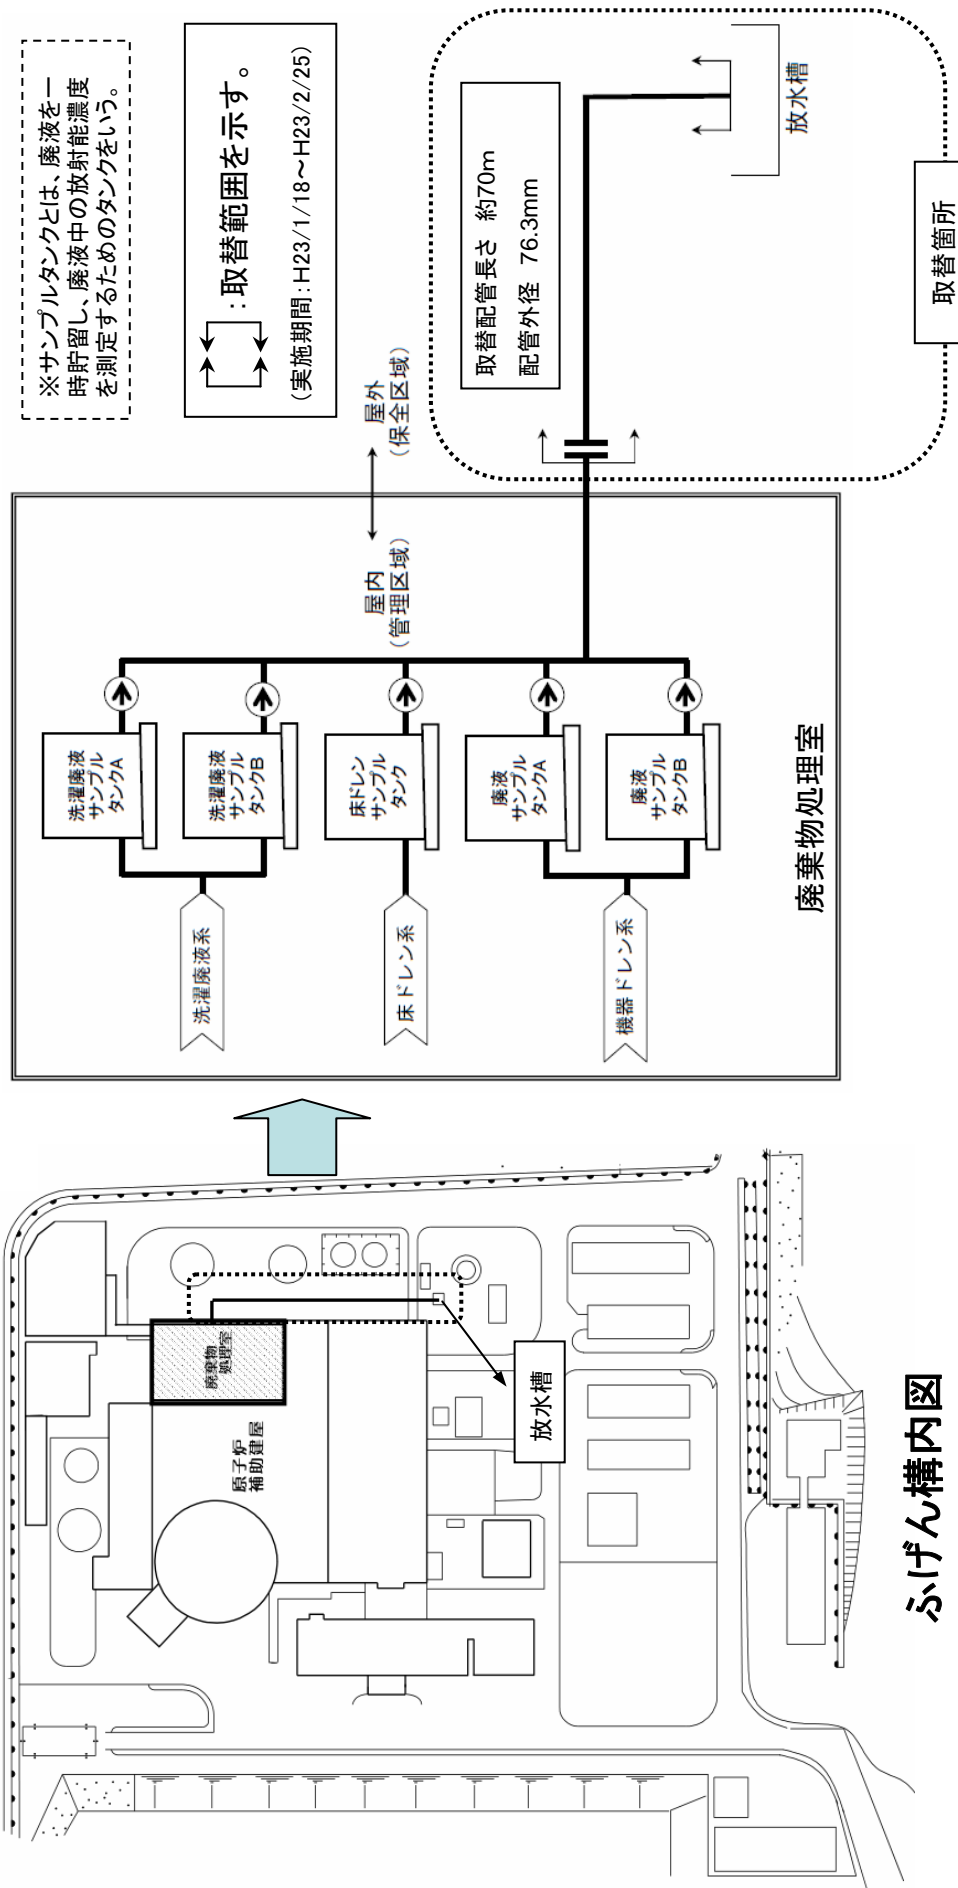 ふげん構内図
原子炉
補助建屋
廃棄物
処理室
放水槽
廃棄物処理室
洗濯廃液系
床ドレン系
機器ドレン系
洗濯廃液
サンプル
タンクA
洗濯廃液
サンプル
タンクB
床ドレン
サンプル
タンク
廃液
サンプル
タンクA
廃液
サンプル
タンクB
屋内
(管理区域)
屋外
(保全区域)
※サンプルタンクとは、廃液を一
時貯留し、廃液中の放射能濃度
を測定するためのタンクをいう。
:取替範囲を示す。
(実施期間:H23/1/18~H23/2/25)
取替配管長さ 約70m
配管外径 76.3mm
放水槽
取替箇所